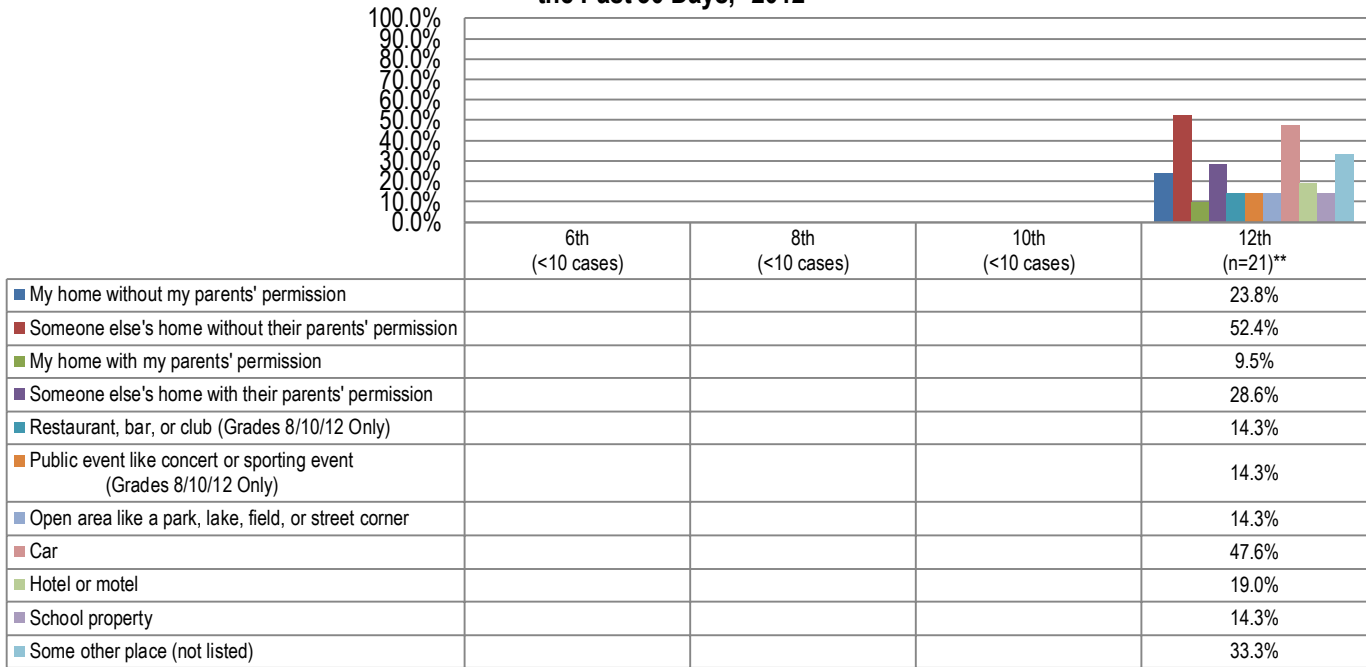 the Past 30 Days,* 2012
100.0%
90.0%
80.0%
70.0%
60.0%
50.0%
40.0%
30.0%
20.0%
10.0%
0.0%
6th 8th 10th 12th
(<10 cases) (<10 cases) (<10 cases) (n=21)**
My home without my parents' permission 23.8%
Someone else's home without their parents' permission 52.4%
My home with my parents' permission 9.5%
Someone else's home with their parents' permission 28.6%
Restaurant, bar, or club (Grades 8/10/12 Only) 14.3%
Public event like concert or sporting event
(Grades 8/10/12 Only) 14.3%
Open area like a park, lake, field, or street corner 14.3%
Car 47.6%
Hotel or motel 19.0%
School property 14.3%
Some other place (not listed) 33.3%